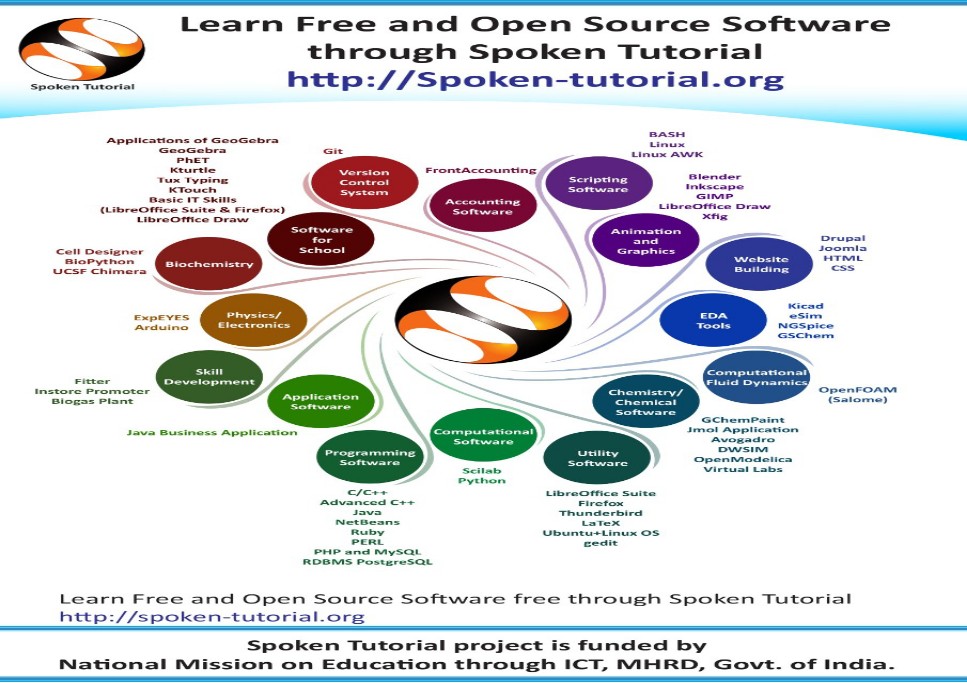 Learn Free and Open Source Software
through Spoken Tutorial
http://Spoken-tutorial.org
Spoken Tutorial
Applications of GeoGebra
GeoGebra
PhET
Kturtle
Tux Typing
KTouch
Basic IT Skills
(LibreOffice Suite & Firefox)
LibreOffice Draw
Software
for
School
Git
Version
Control
System
FrontAccounting
Accounting
Software
BASH
Linux
Linux AWK
Scripting
Software
Blender
Inkscape
GIMP
LibreOffice Draw
Xfig
Animation
and
Graphics
Drupal
Joomla
HTML
CSS
Website
Building
Kicad
eSim
NGSpice
GSChem
EDA
Tools
Computational
Fluid Dynamics
OpenFOAM
(Salome)
Chemistry/
Chemical
Software
GChemPaint
Jmol Application
Avogadro
DWSIM
OpenModelica
Virtual Labs
Utility
Software
LibreOffice Suite
Firefox
Thunderbird
LaTeX
Ubuntu+Linux OS
gedit
Computational
Software
Scilab
Python
Programming
Software
C/C++
Advanced C++
Java
NetBeans
Ruby
PERL
PHP and MySQL
RDBMS PostgreSQL
Application
Software
Java Business Application
Skill
Development
Fitter
Instore Promoter
Biogas Plant
Physics/
Electronics
ExpEYES
Arduino
Biochemistry
Cell Designer
BioPython
UCSF Chimera
Learn Free and Open Source Software free through Spoken Tutorial
http://spoken-tutorial.org
Spoken Tutorial project is funded by
National Mission on Education through ICT, MHRD, Govt. of India.